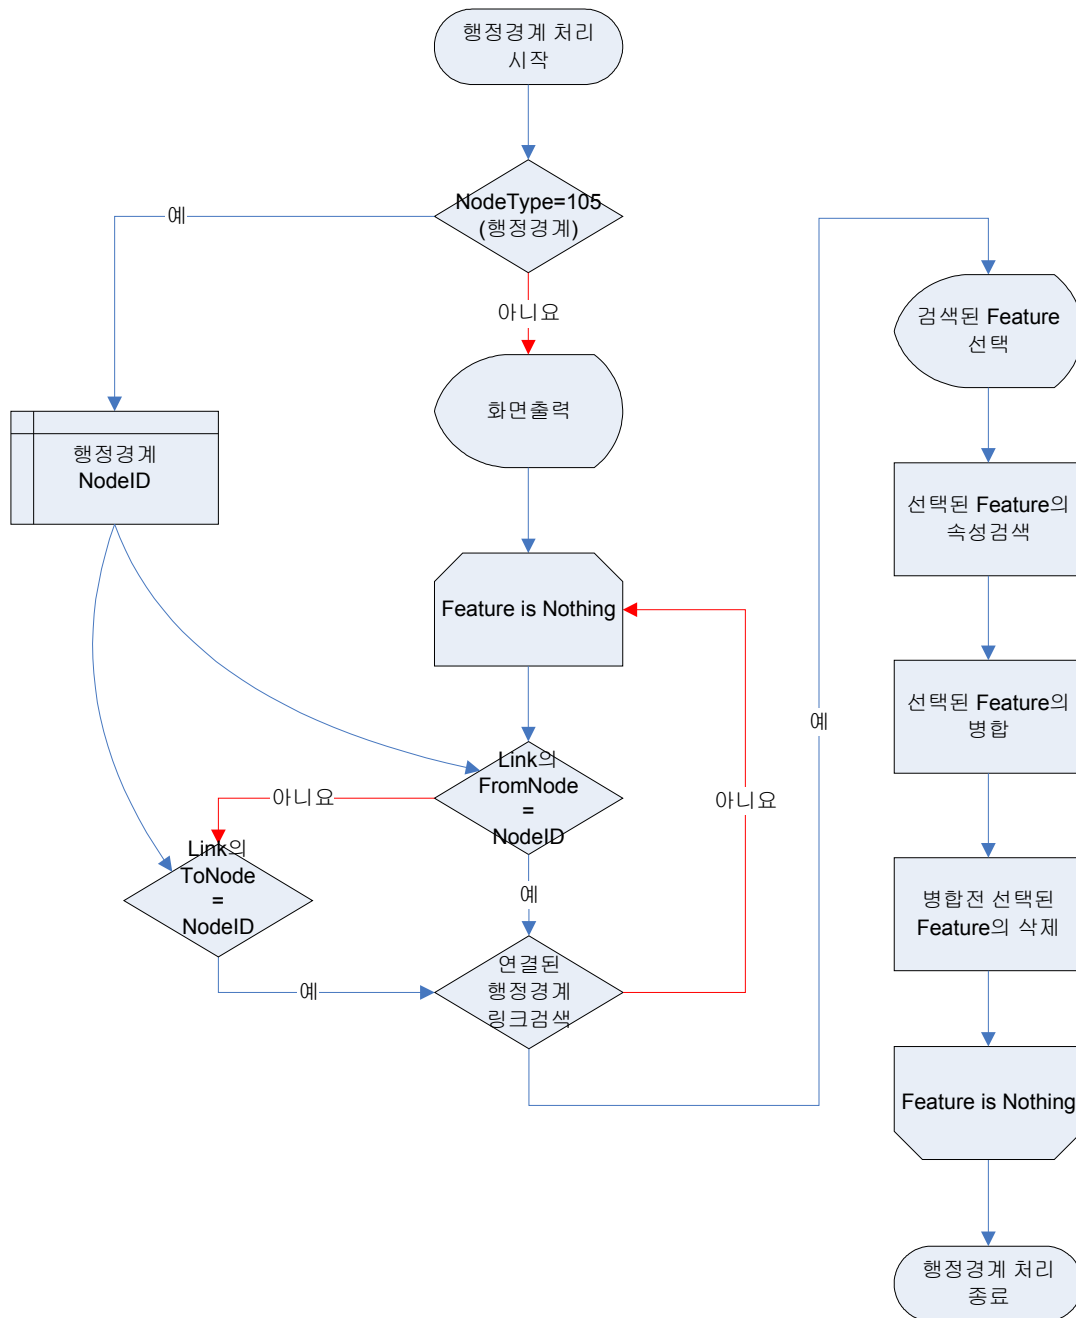 행정경계 처리
시작
NodeType=105
(행정경계)
예
아니요
화면출력
행정경계
NodeID
Feature is Nothing
Link의
FromNode
=
NodeID
아니요
Link의
ToNode
=
NodeID
예
예
연결된
행정경계
링크검색
아니요
예
검색된 Feature
선택
선택된 Feature의
속성검색
선택된 Feature의
병합
병합전 선택된
Feature의 삭제
Feature is Nothing
행정경계 처리
종료